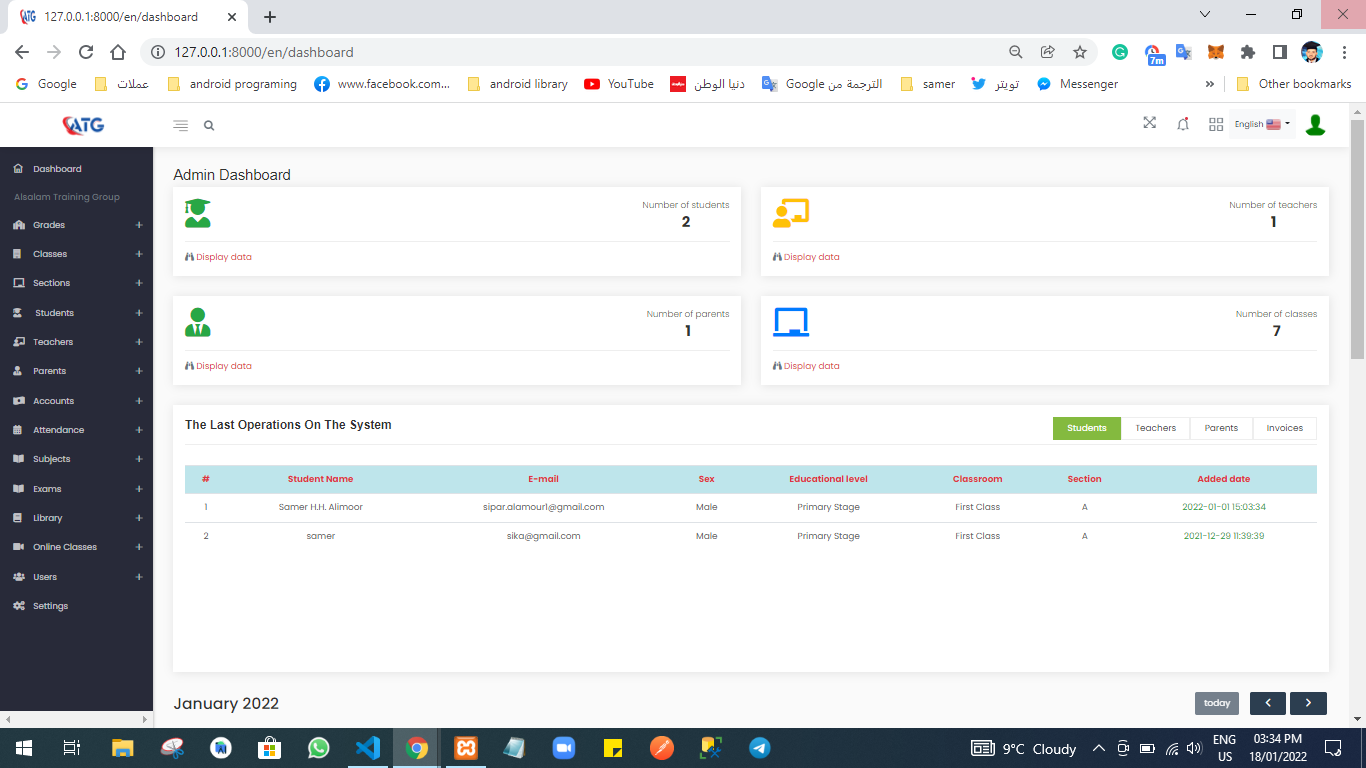 ATG 127.0.0.1:8000/en/dashboard
127.0.0.1:8000/en/dashboard 7m
Google عملات android programing www.facebook.com... android library YouTube دنيا الوطن الترجمة من Google samer تويتر Messenger » Other bookmarks
ATG English
Dashboard
Alsalam Training Group
Grades +
Classes +
Sections +
Students +
Teachers +
Parents +
Accounts +
Attendance +
Subjects +
Exams +
Library +
Online Classes +
Users +
Settings
Admin Dashboard
Number of students
2
Display data
Number of teachers
1
Display data
Number of parents
1
Display data
Number of classes
7
Display data
The Last Operations On The System Students Teachers Parents Invoices
# Student Name E-mail Sex Educational level Classroom Section Added date
1 Samer H.H. Alimoor sipar.alamour1@gmail.com Male Primary Stage First Class A 2022-01-01 15:03:34
2 samer sika@gmail.com Male Primary Stage First Class A 2021-12-29 11:39:39
January 2022 today
9°C Cloudy ENG US 03:34 PM 18/01/2022